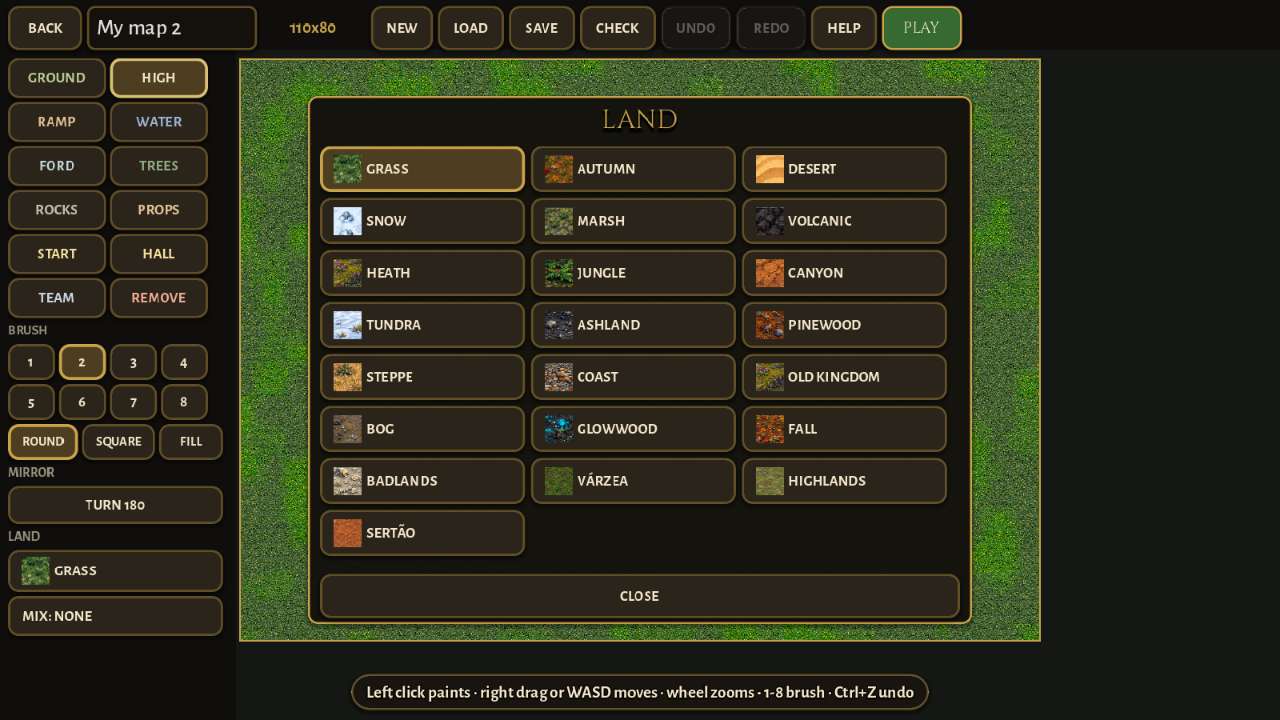 BACK My map 2 110x80 NEW LOAD SAVE CHECK UNDO REDO HELP PLAY
GROUND HIGH
RAMP WATER
FORD TREES
ROCKS PROPS
START HALL
TEAM REMOVE
BRUSH
1 2 3 4
5 6 7 8
ROUND SQUARE FILL
MIRROR
TURN 180
LAND
GRASS
MIX: NONE
LAND
GRASS AUTUMN DESERT
SNOW MARSH VOLCANIC
HEATH JUNGLE CANYON
TUNDRA ASHLAND PINEWOOD
STEPPE COAST OLD KINGDOM
BOG GLOWWOOD FALL
BADLANDS VÁRZEA HIGHLANDS
SERTÃO
CLOSE
Left click paints · right drag or WASD moves · wheel zooms · 1-8 brush · Ctrl+Z undo